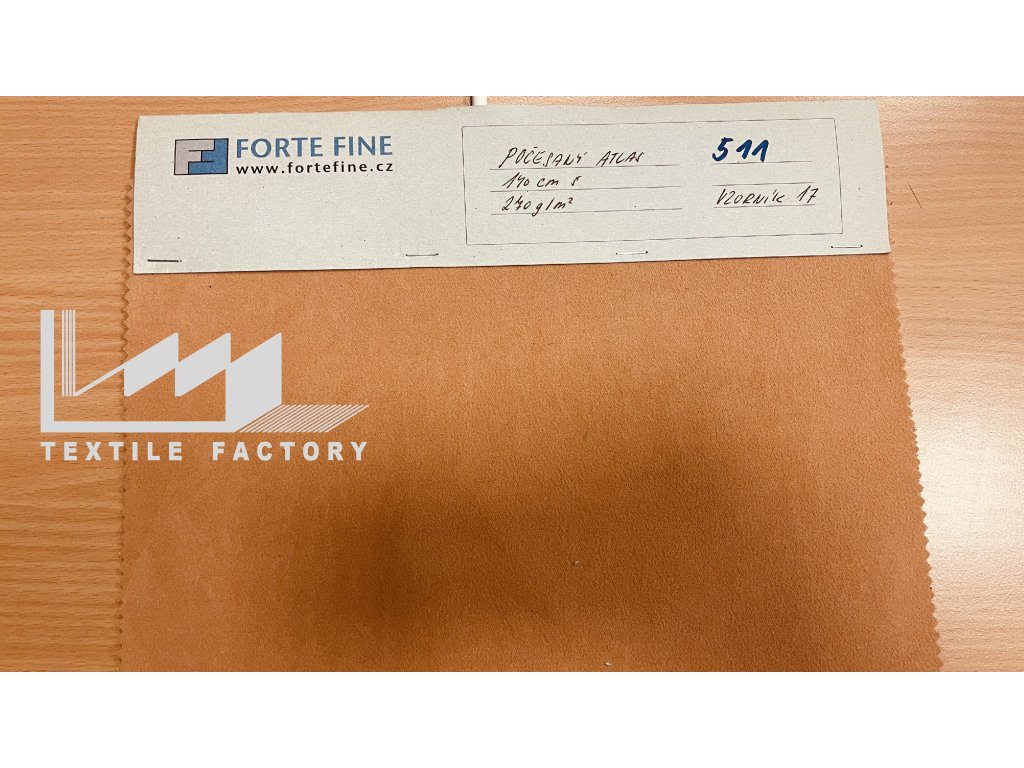 FORTE FINE
www.fortefine.cz
POČESANÝ ATLAS
140 cm š
240 g/m²
511
VZORNÍK 17
TEXTILE FACTORY